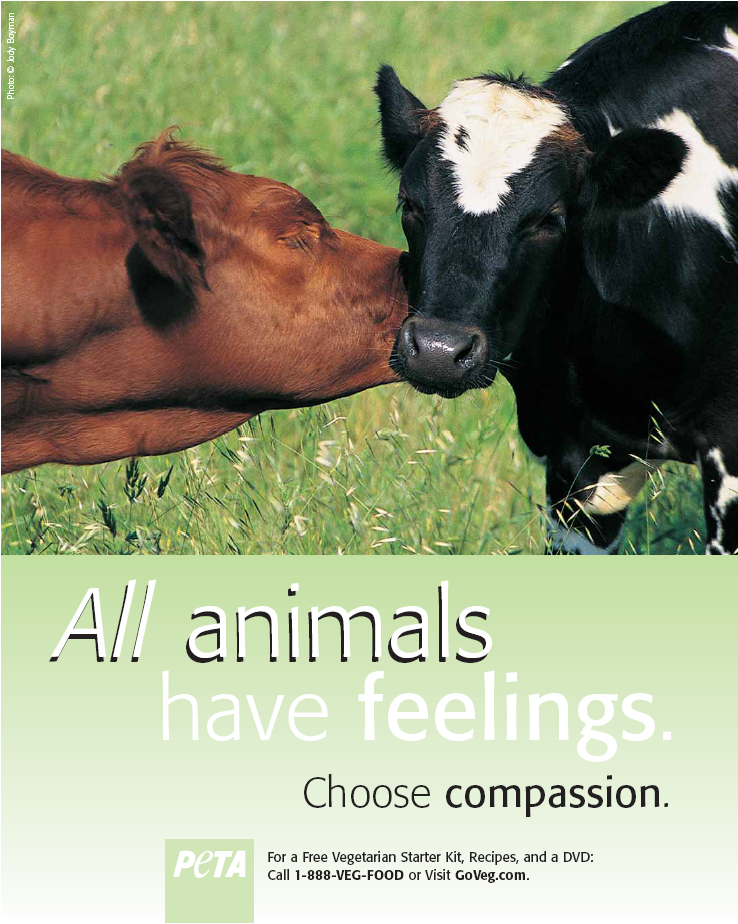 Photo: © Jody Boyman
All animals
have feelings.
Choose compassion.
PeTA
For a Free Vegetarian Starter Kit, Recipes, and a DVD:
Call 1-888-VEG-FOOD or Visit GoVeg.com.